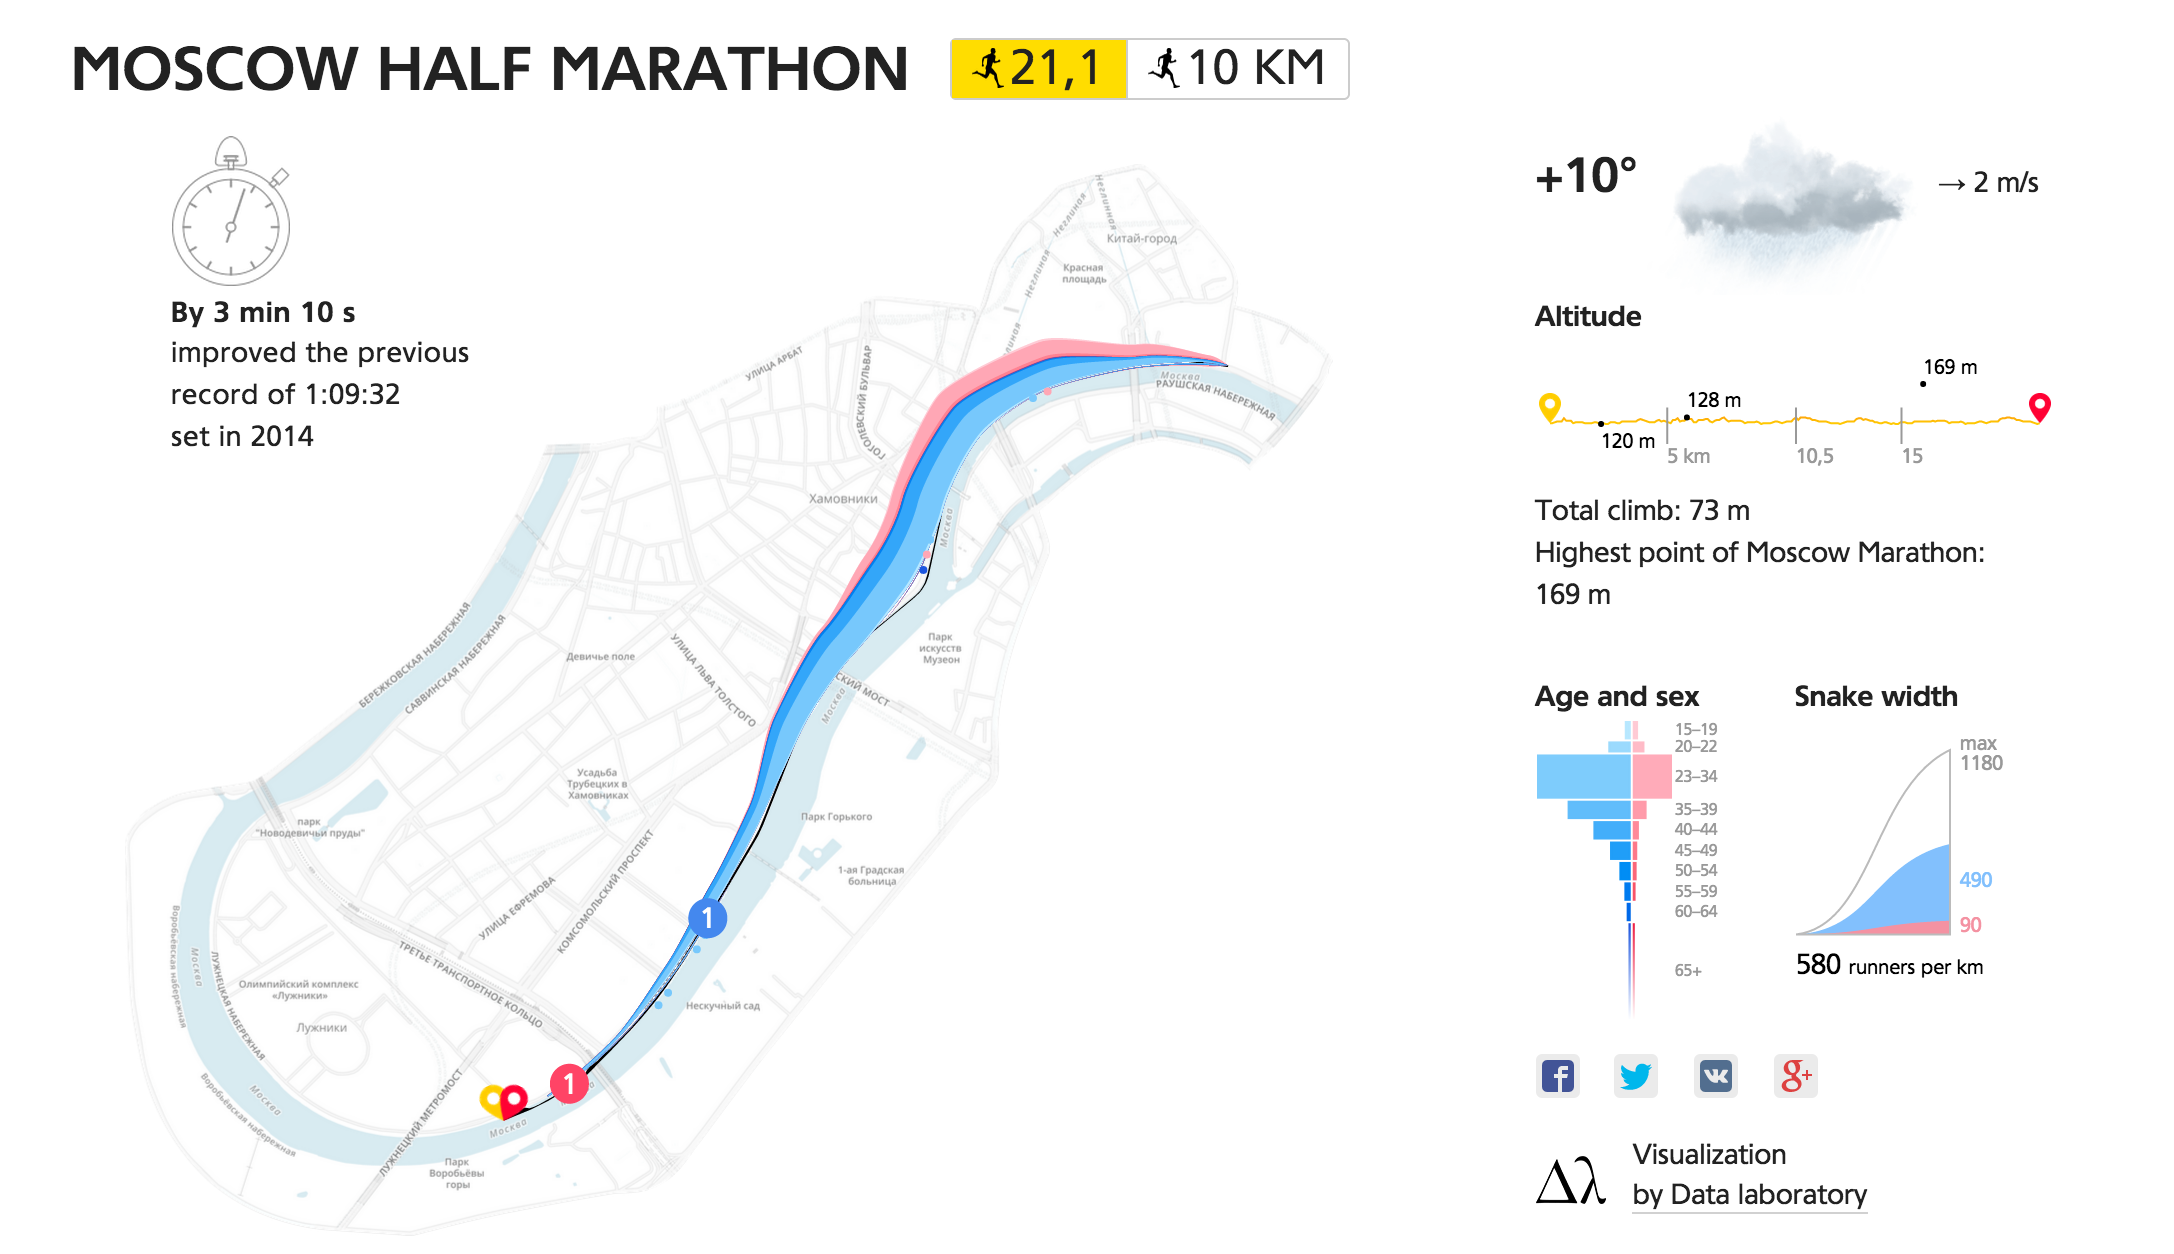 MOSCOW HALF MARATHON
21,1
10 KM
By 3 min 10 s
improved the previous
record of 1:09:32
set in 2014
+10°
→ 2 m/s
Altitude
169 m
128 m
120 m
5 km
10,5
15
Total climb: 73 m
Highest point of Moscow Marathon:
169 m
Age and sex
15–19
20–22
23–34
35–39
40–44
45–49
50–54
55–59
60–64
65+
Snake width
max
1180
490
90
580 runners per km
Visualization
by Data laboratory
Неглиная
Неглинная
Неглиная
Китай-город
Красная
площадь
УЛИЦА АРБАТ
ГОГОЛЕВСКИЙ БУЛЬВАР
Москва
РАУШСКАЯ НАБЕРЕЖНАЯ
Хамовники
Москва
БЕРЕЖКОВСКАЯ НАБЕРЕЖНАЯ
САВВИНСКАЯ НАБЕРЕЖНАЯ
Девичье поле
УЛИЦА ЛЬВА ТОЛСТОГО
Парк
искусств
Музеон
СКИЙ МОСТ
Москва
Усадьба
Трубецких в
Хамовниках
парк
"Новодевичьи пруды"
Парк Горького
1-ая Градская
больница
КОМСОМОЛЬСКИЙ ПРОСПЕКТ
УЛИЦА ЕФРЕМОВА
1
ТРЕТЬЕ ТРАНСПОРТНОЕ КОЛЬЦО
Воробьёвская набережная
Москва
ЛУЖНЕЦКАЯ НАБЕРЕЖНАЯ
Олимпийский комплекс
«Лужники»
Лужники
Нескучный сад
1
Москва
Воробьёвская набережная
ЛУЖНЕЦКИЙ МЕТРОМОСТ
Москва
Парк
Воробьёвы
горы
f
g+